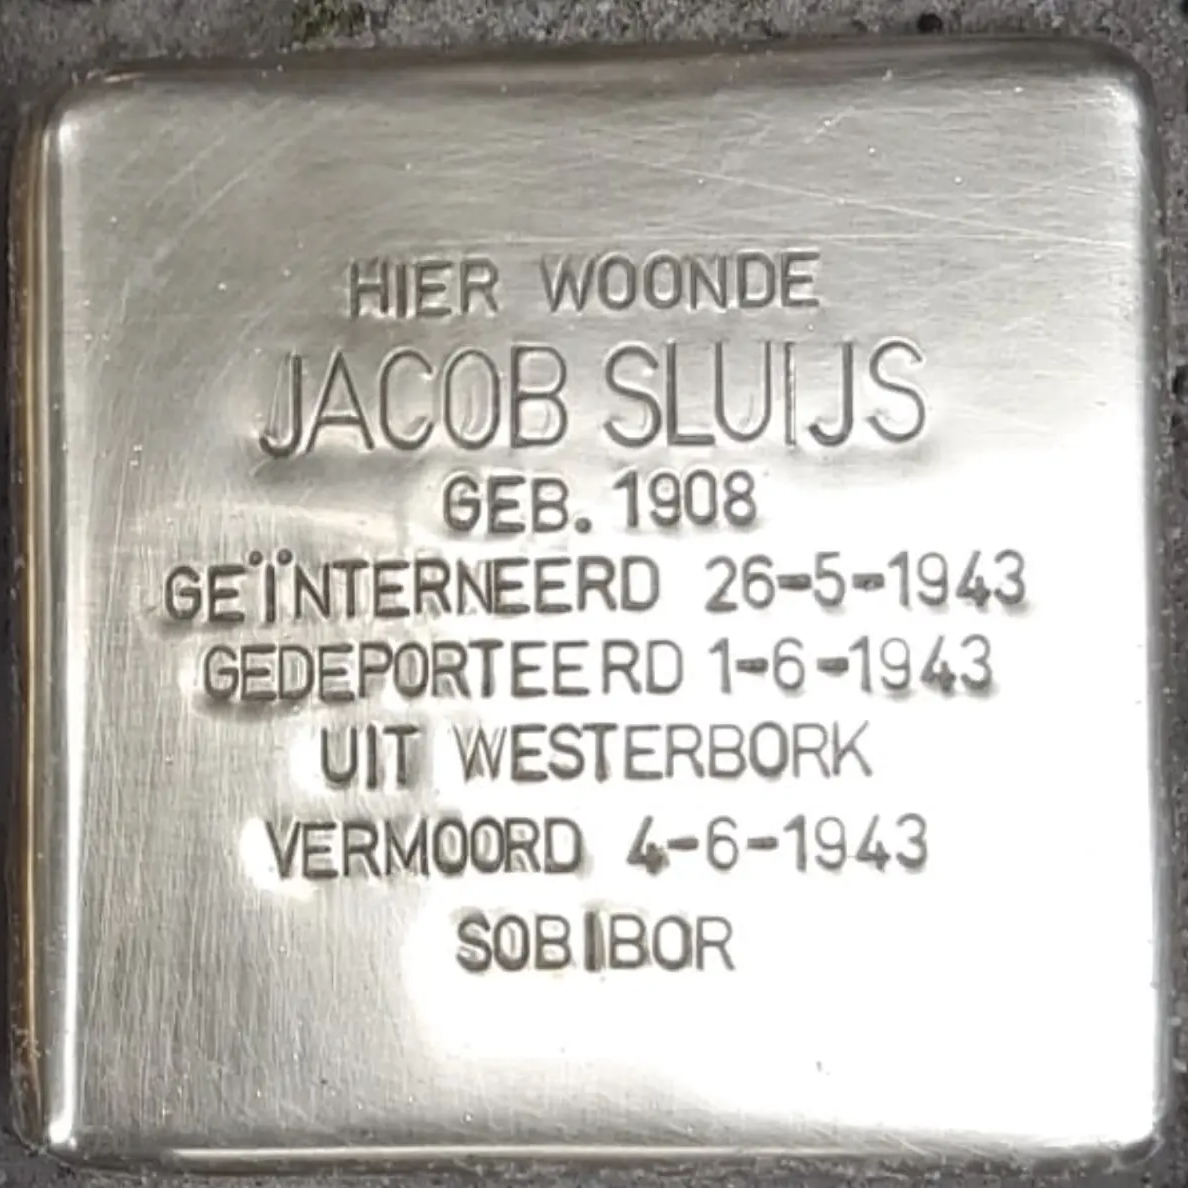 HIER WOONDE
JACOB SLUIJS
GEB. 1908
GEÏNTERNEERD 26-5-1943
GEDEPORTEERD 1-6-1943
UIT WESTERBORK
VERMOORD 4-6-1943
SOBIBOR